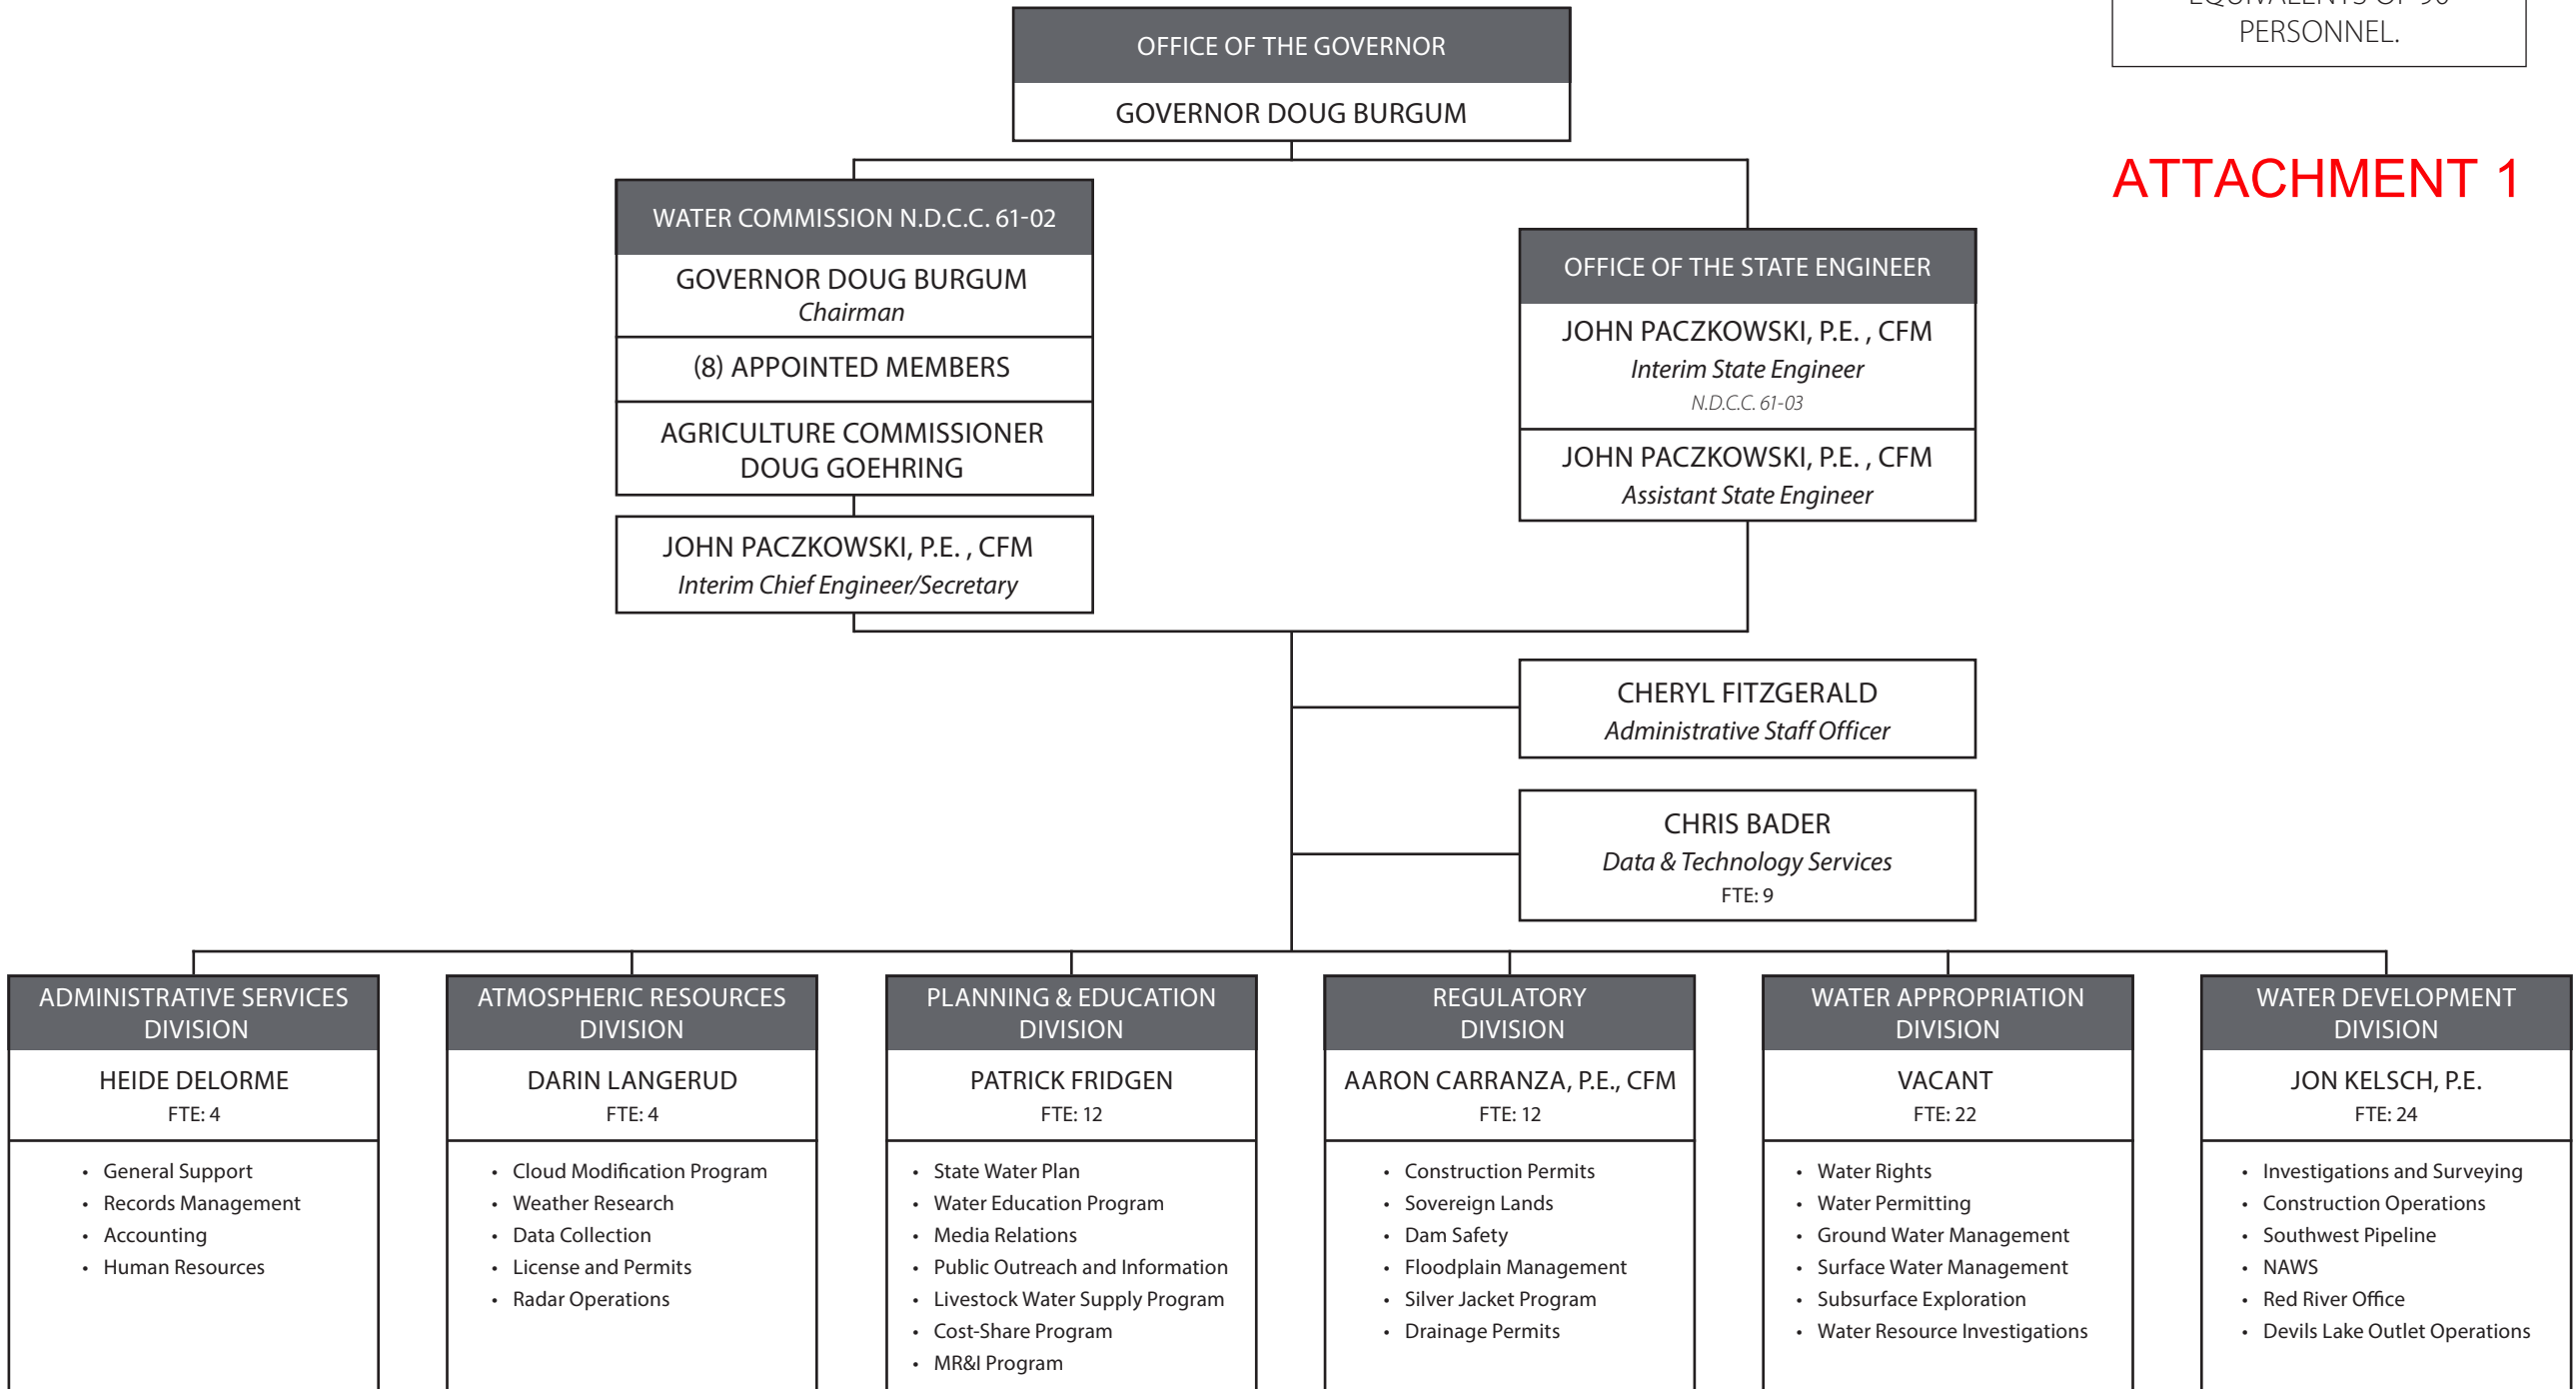 EQUIVALENTS OF 90
PERSONNEL.
ATTACHMENT 1
OFFICE OF THE GOVERNOR
GOVERNOR DOUG BURGUM
WATER COMMISSION N.D.C.C. 61-02
GOVERNOR DOUG BURGUM
Chairman
(8) APPOINTED MEMBERS
AGRICULTURE COMMISSIONER
DOUG GOEHRING
JOHN PACZKOWSKI, P.E. , CFM
Interim Chief Engineer/Secretary
OFFICE OF THE STATE ENGINEER
JOHN PACZKOWSKI, P.E. , CFM
Interim State Engineer
N.D.C.C. 61-03
JOHN PACZKOWSKI, P.E. , CFM
Assistant State Engineer
CHERYL FITZGERALD
Administrative Staff Officer
CHRIS BADER
Data & Technology Services
FTE: 9
ADMINISTRATIVE SERVICES
DIVISION
HEIDE DELORME
FTE: 4
• General Support
• Records Management
• Accounting
• Human Resources
ATMOSPHERIC RESOURCES
DIVISION
DARIN LANGERUD
FTE: 4
• Cloud Modification Program
• Weather Research
• Data Collection
• License and Permits
• Radar Operations
PLANNING & EDUCATION
DIVISION
PATRICK FRIDGEN
FTE: 12
• State Water Plan
• Water Education Program
• Media Relations
• Public Outreach and Information
• Livestock Water Supply Program
• Cost-Share Program
• MR&I Program
REGULATORY
DIVISION
AARON CARRANZA, P.E., CFM
FTE: 12
• Construction Permits
• Sovereign Lands
• Dam Safety
• Floodplain Management
• Silver Jacket Program
• Drainage Permits
WATER APPROPRIATION
DIVISION
VACANT
FTE: 22
• Water Rights
• Water Permitting
• Ground Water Management
• Surface Water Management
• Subsurface Exploration
• Water Resource Investigations
WATER DEVELOPMENT
DIVISION
JON KELSCH, P.E.
FTE: 24
• Investigations and Surveying
• Construction Operations
• Southwest Pipeline
• NAWS
• Red River Office
• Devils Lake Outlet Operations